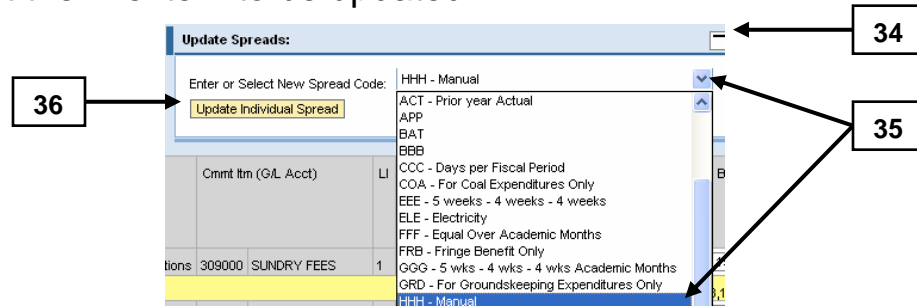 Update Spreads:
34
Enter or Select New Spread Code:
HHH - Manual
36
Update Individual Spread
ACT - Prior year Actual
APP
BAT
BBB
35
CCC - Days per Fiscal Period
Cmmt Itm (G/L Acct)
LI
COA - For Coal Expenditures Only
EEE - 5 weeks - 4 weeks - 4 weeks
ELE - Electricity
FFF - Equal Over Academic Months
FRB - Fringe Benefit Only
tions 309000 SUNDRY FEES 1
GGG - 5 wks - 4 wks - 4 wks Academic Months
GRD - For Groundskeeping Expenditures Only
HHH - Manual